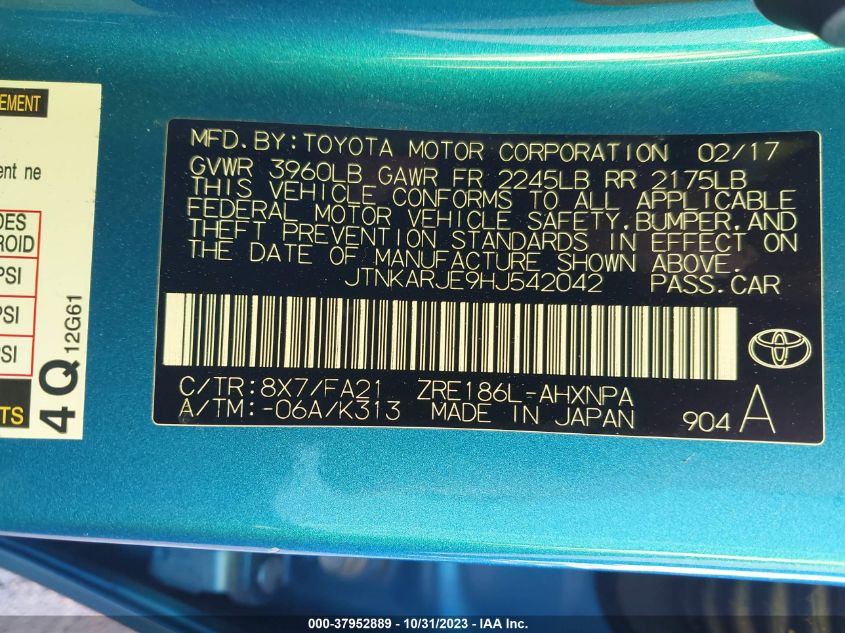 EMENT
ent ne
DES
ROID
PSI
PSI
PSI
TS
4Q
12G61
MFD.BY:TOYOTA MOTOR CORPORATION 02/17
GVWR 3960LB GAWR FR 2245LB RR 2175LB
THIS VEHICLE CONFORMS TO ALL APPLICABLE
FEDERAL MOTOR VEHICLE SAFETY,BUMPER,AND
THEFT PREVENTION STANDARDS IN EFFECT ON
THE DATE OF MANUFACTURE SHOWN ABOVE.
JTNKARJE9HJ542042 PASS.CAR
C/TR:8X7/FA21 ZRE186L-AHXNPA
A/TM:-06A/K313 MADE IN JAPAN 904 A
000-37952889 - 10/31/2023 - IAA Inc.